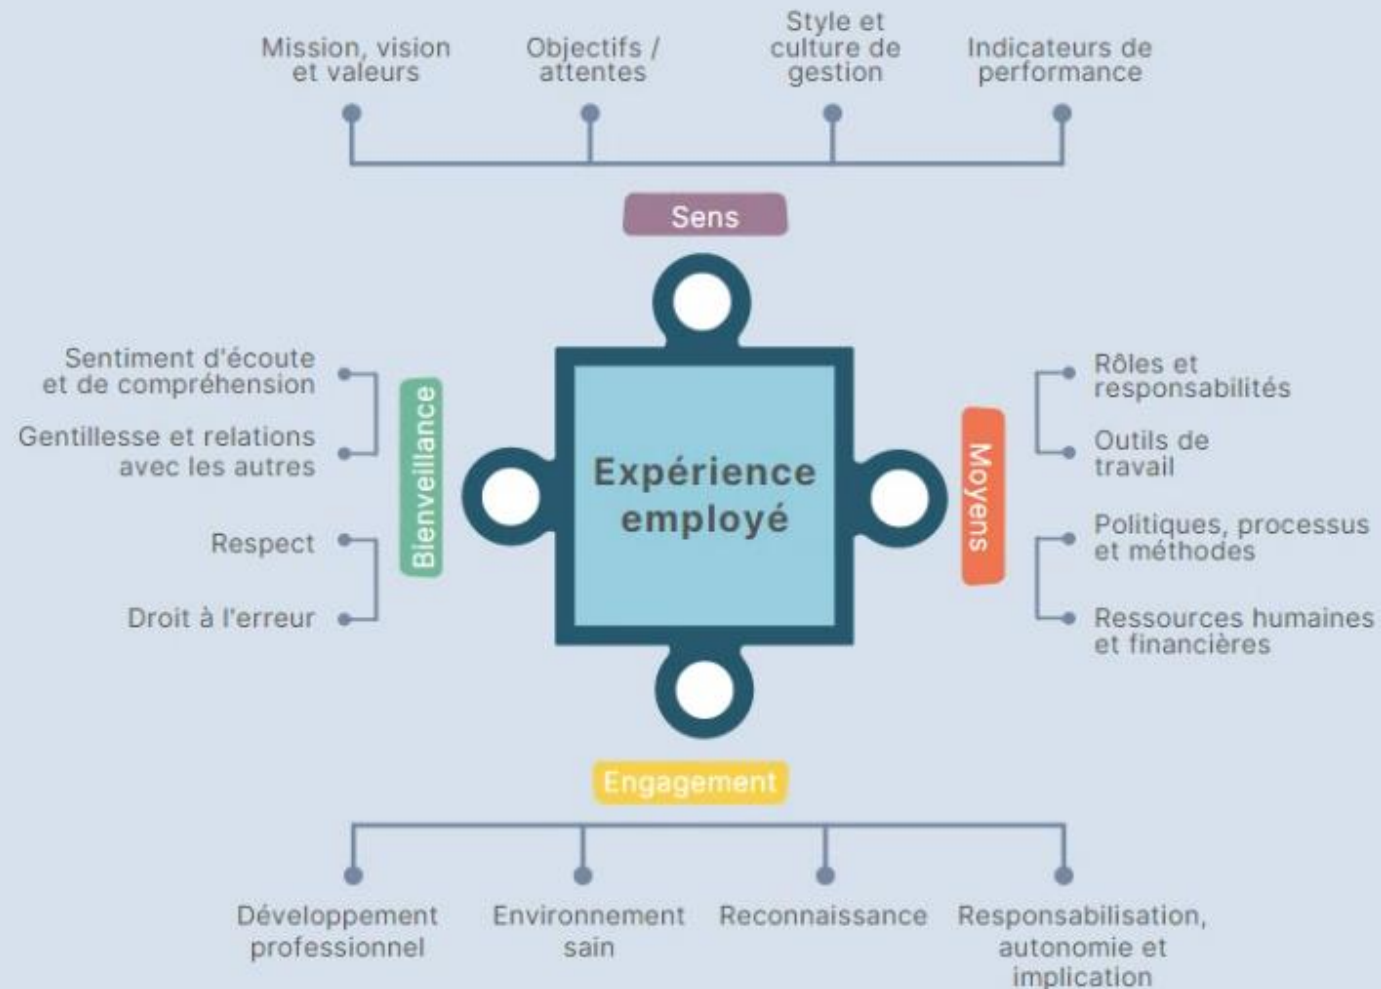 Mission, vision
et valeurs
Objectifs /
attentes
Style et
culture de
gestion
Indicateurs de
performance
Sens
Sentiment d'écoute
et de compréhension
Gentillesse et relations
avec les autres
Respect
Droit à l'erreur
Bienveillance
Expérience
employé
Moyens
Rôles et
responsabilités
Outils de
travail
Politiques, processus
et méthodes
Ressources humaines
et financières
Engagement
Développement
professionnel
Environnement
sain
Reconnaissance
Responsabilisation,
autonomie et
implication